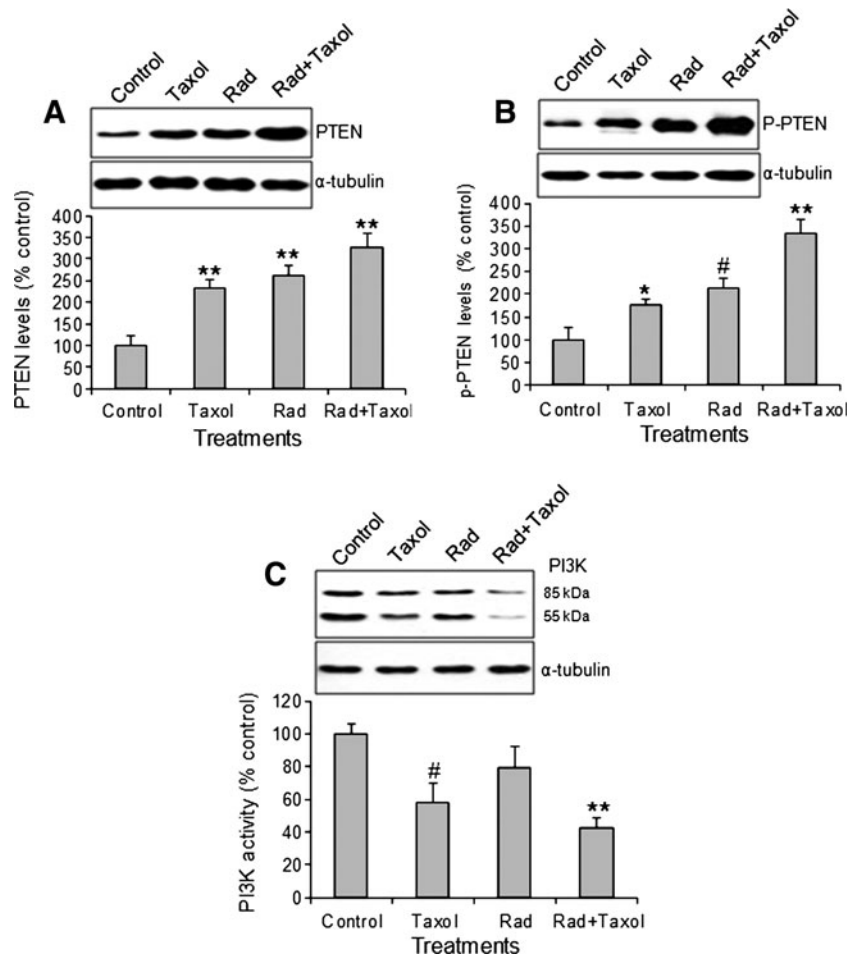 A
Control Taxol Rad Rad+Taxol
PTEN
α-tubulin
PTEN levels (% control)
400
350
300
250
200
150
100
50
0
** ** **
Control Taxol Rad Rad+Taxol
Treatments
B
Control Taxol Rad Rad+Taxol
P-PTEN
α-tubulin
p-PTEN levels (% control)
400
350
300
250
200
150
100
50
0
* # **
Control Taxol Rad Rad+Taxol
Treatments
C
Control Taxol Rad Rad+Taxol
PI3K
85 kDa
55 kDa
α-tubulin
PI3K activity (% control)
120
100
80
60
40
20
0
# **
Control Taxol Rad Rad+Taxol
Treatments